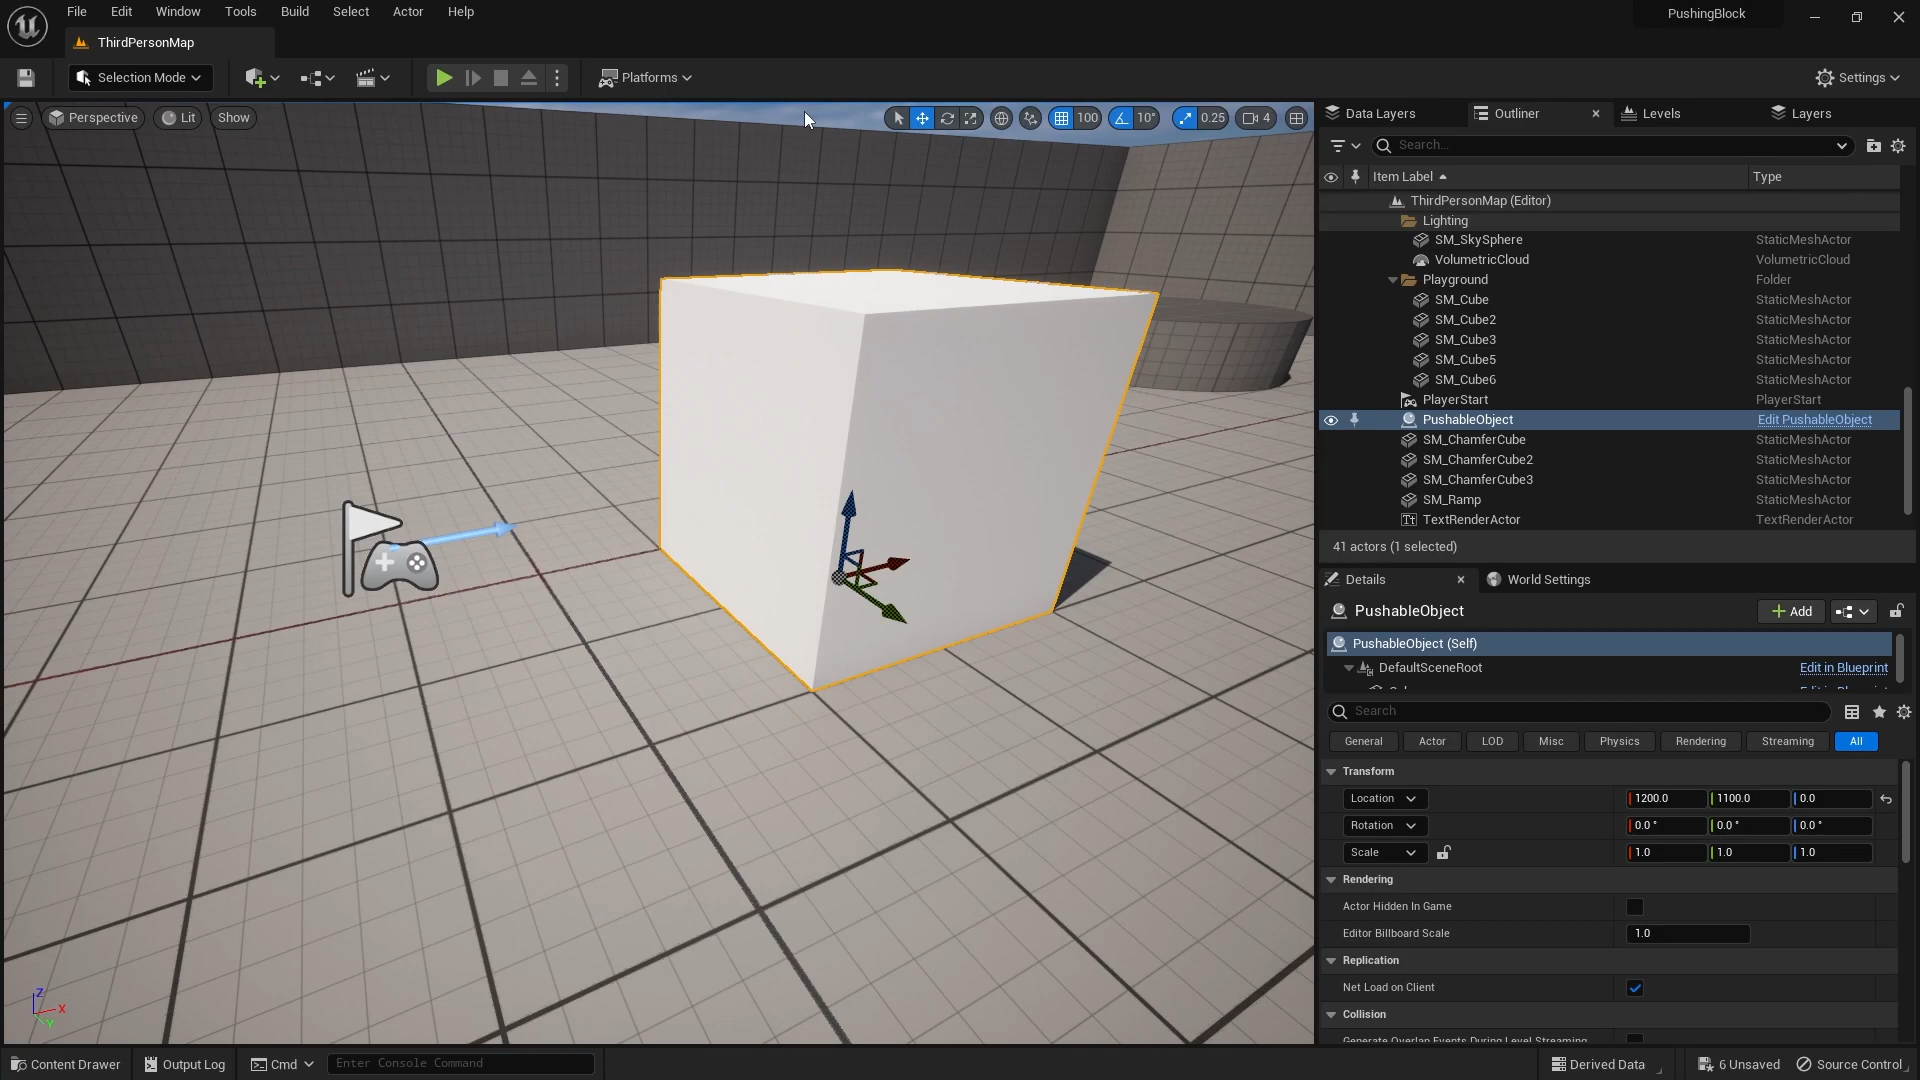 File Edit Window Tools Build Select Actor Help
PushingBlock
ThirdPersonMap
Selection Mode
Platforms
Settings
Perspective Lit Show
100 10° 0.25 4
Data Layers Outliner Levels Layers
Search...
Item Label Type
ThirdPersonMap (Editor)
Lighting
SM_SkySphere StaticMeshActor
VolumetricCloud VolumetricCloud
Playground Folder
SM_Cube StaticMeshActor
SM_Cube2 StaticMeshActor
SM_Cube3 StaticMeshActor
SM_Cube5 StaticMeshActor
SM_Cube6 StaticMeshActor
PlayerStart PlayerStart
PushableObject Edit PushableObject
SM_ChamferCube StaticMeshActor
SM_ChamferCube2 StaticMeshActor
SM_ChamferCube3 StaticMeshActor
SM_Ramp StaticMeshActor
TextRenderActor TextRenderActor
41 actors (1 selected)
Details World Settings
PushableObject
Add
PushableObject (Self)
DefaultSceneRoot Edit in Blueprint
Search
General Actor LOD Misc Physics Rendering Streaming All
Transform
Location 1200.0 1100.0 0.0
Rotation 0.0 ° 0.0 ° 0.0 °
Scale 1.0 1.0 1.0
Rendering
Actor Hidden In Game
Editor Billboard Scale 1.0
Replication
Net Load on Client
Collision
Generate Overlap Events During Level Streaming
Z
X
Y
Content Drawer Output Log Cmd Enter Console Command Derived Data 6 Unsaved Source Control